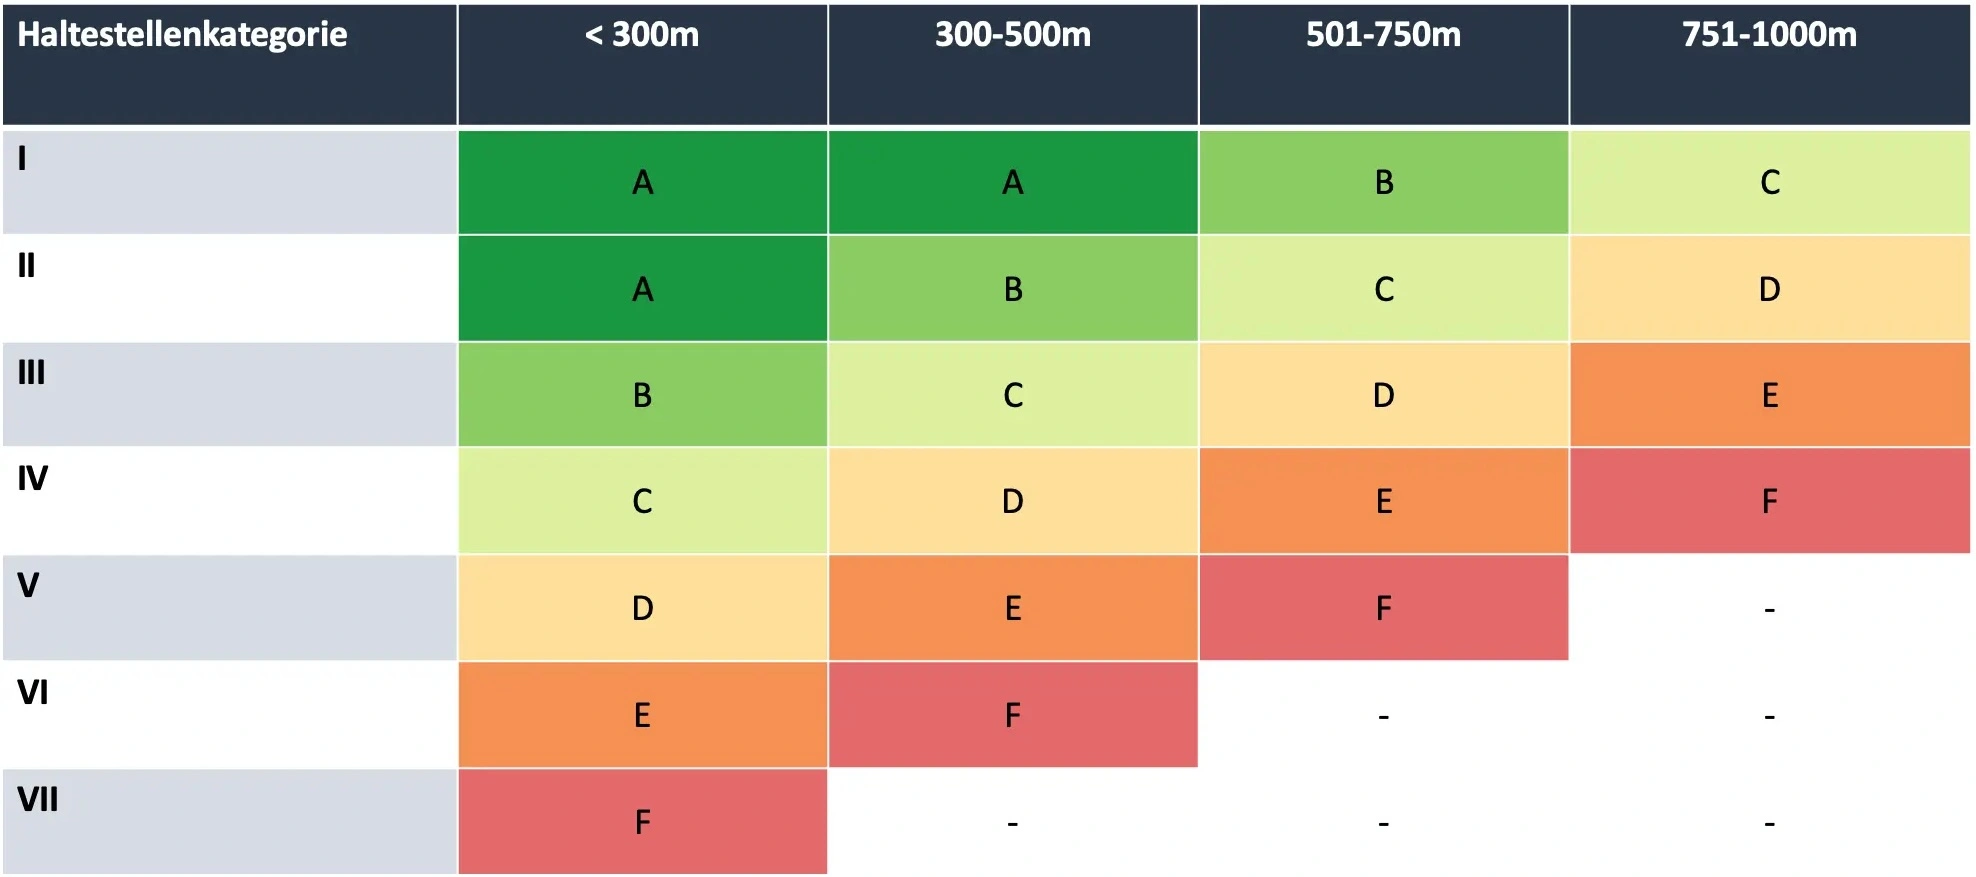 Haltestellenkategorie < 300m 300-500m 501-750m 751-1000m
I A A B C
II A B C D
III B C D E
IV C D E F
V D E F -
VI E F - -
VII F - - -